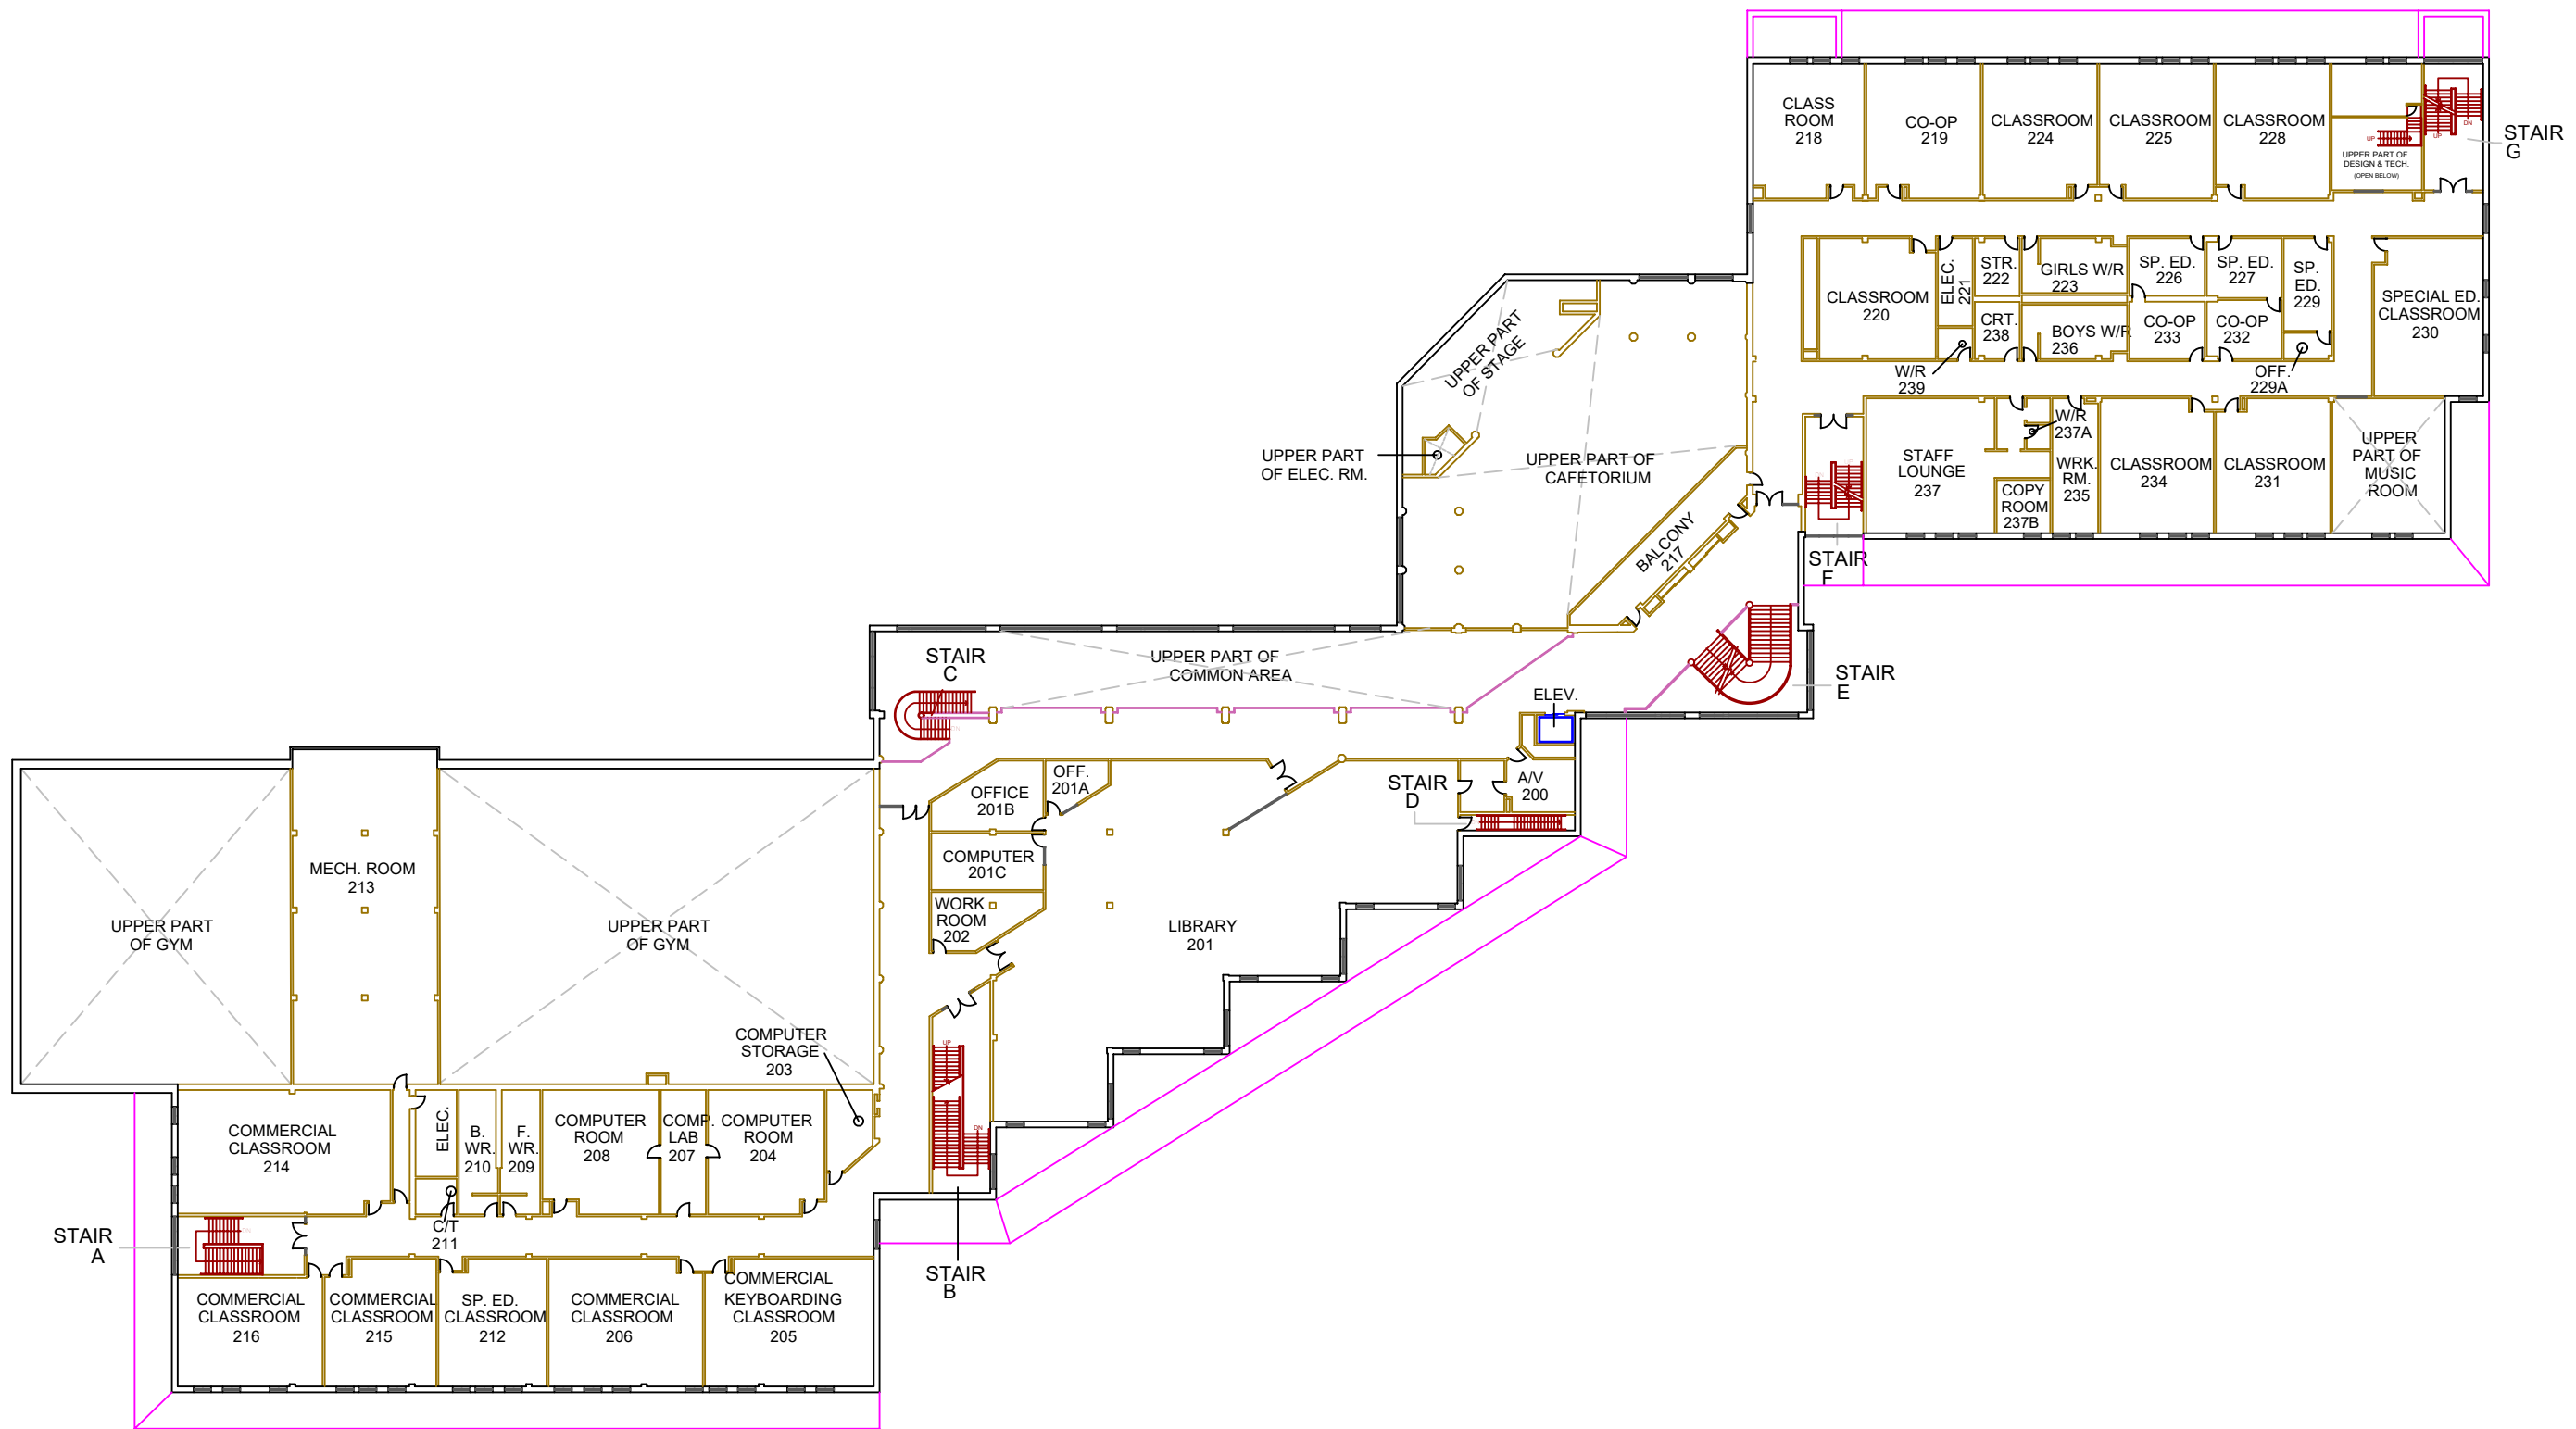 CLASS
ROOM
218
CO-OP
219
CLASSROOM
224
CLASSROOM
225
CLASSROOM
228
UP
UPPER PART OF
DESIGN & TECH.
(OPEN BELOW)
UP
DN
STAIR
G
CLASSROOM
220
ELEC.
221
STR.
222
GIRLS W/R
223
SP. ED.
226
SP. ED.
227
SP.
ED.
229
SPECIAL ED.
CLASSROOM
230
CRT.
238
BOYS W/R
236
CO-OP
233
CO-OP
232
W/R
239
OFF.
229A
STAFF
LOUNGE
237
W/R
237A
COPY
ROOM
237B
WRK.
RM.
235
CLASSROOM
234
CLASSROOM
231
UPPER
PART OF
MUSIC
ROOM
STAIR
F
UPPER PART
OF STAGE
UPPER PART
OF ELEC. RM.
UPPER PART OF
CAFETORIUM
BALCONY
217
STAIR
C
UPPER PART OF
COMMON AREA
ELEV.
STAIR
E
OFFICE
201B
OFF.
201A
STAIR
D
A/V
200
COMPUTER
201C
WORK
ROOM
202
LIBRARY
201
MECH. ROOM
213
UPPER PART
OF GYM
UPPER PART
OF GYM
COMPUTER
STORAGE
203
UP
DN
COMMERCIAL
CLASSROOM
214
ELEC.
B.
WR.
210
F.
WR.
209
COMPUTER
ROOM
208
COMP.
LAB
207
COMPUTER
ROOM
204
C/T
211
STAIR
A
STAIR
B
COMMERCIAL
CLASSROOM
216
COMMERCIAL
CLASSROOM
215
SP. ED.
CLASSROOM
212
COMMERCIAL
CLASSROOM
206
COMMERCIAL
KEYBOARDING
CLASSROOM
205